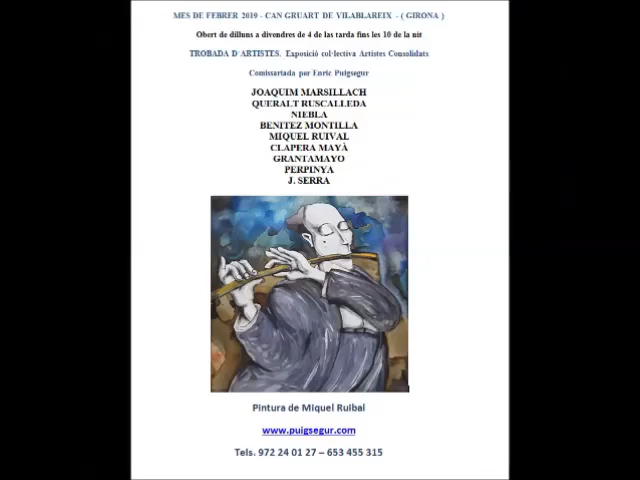 MES DE FEBRER 2019 - CAN GRUART DE VILABLAREIX - ( GIRONA )
Obert de dilluns a divendres de 4 de las tarda fins les 10 de la nit
TROBADA D´ARTISTES. Exposició col·lectiva Artistes Consolidats
Comissariada per Enric Puigsegur
JOAQUIM MARSILLACH
QUERALT RUSCALLEDA
NIEBLA
BENITEZ MONTILLA
MIQUEL RUIVAL
CLAPERA MAYÀ
GRANTAMAYO
PERPINYA
J. SERRA
Pintura de Miquel Ruibal
www.puigsegur.com
Tels. 972 24 01 27 – 653 455 315